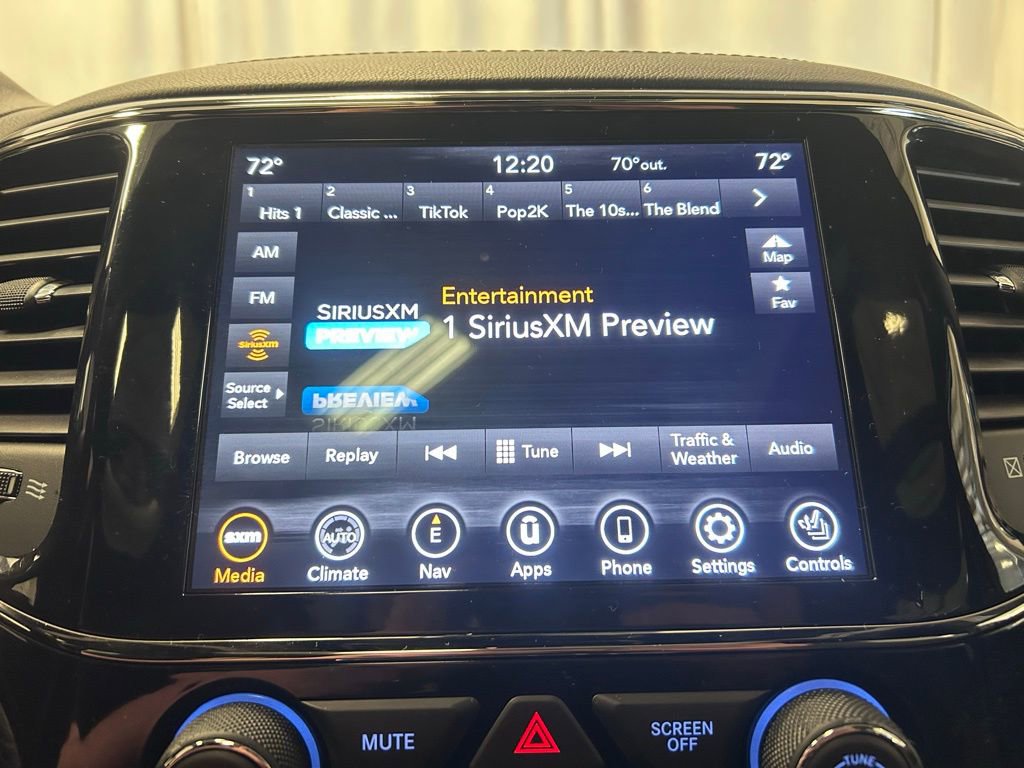 72° 12:20 70° out. 72°
1 2 3 4 5 6
Hits 1 Classic ... TikTok Pop2K The 10s... The Blend
AM
Map
FM
Fav
SIRIUSXM
PREVIEW
Entertainment
1 SiriusXM Preview
SiriusXM
Source
Select
PREVIEW
SIRIUSXM
Browse Replay Tune Traffic & Weather Audio
sxm AUTO E u
Media Climate Nav Apps Phone Settings Controls
MUTE
SCREEN
OFF
TUNE